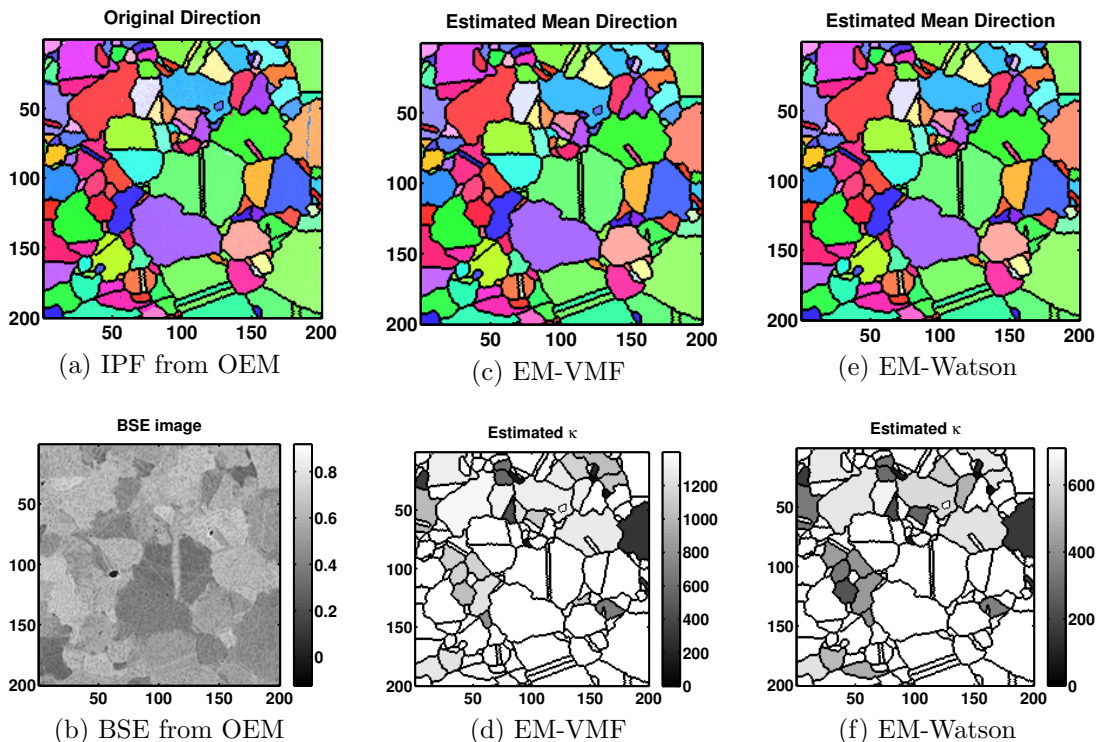 Original Direction
50
100
150
200
50 100 150 200
(a) IPF from OEM
Estimated Mean Direction
50
100
150
200
50 100 150 200
(c) EM-VMF
Estimated Mean Direction
50
100
150
200
50 100 150 200
(e) EM-Watson
BSE image
50
100
150
200
50 100 150 200
0.8
0.6
0.4
0.2
0
(b) BSE from OEM
Estimated κ
50
100
150
200
50 100 150 200
1200
1000
800
600
400
200
0
(d) EM-VMF
Estimated κ
50
100
150
200
50 100 150 200
600
400
200
0
(f) EM-Watson